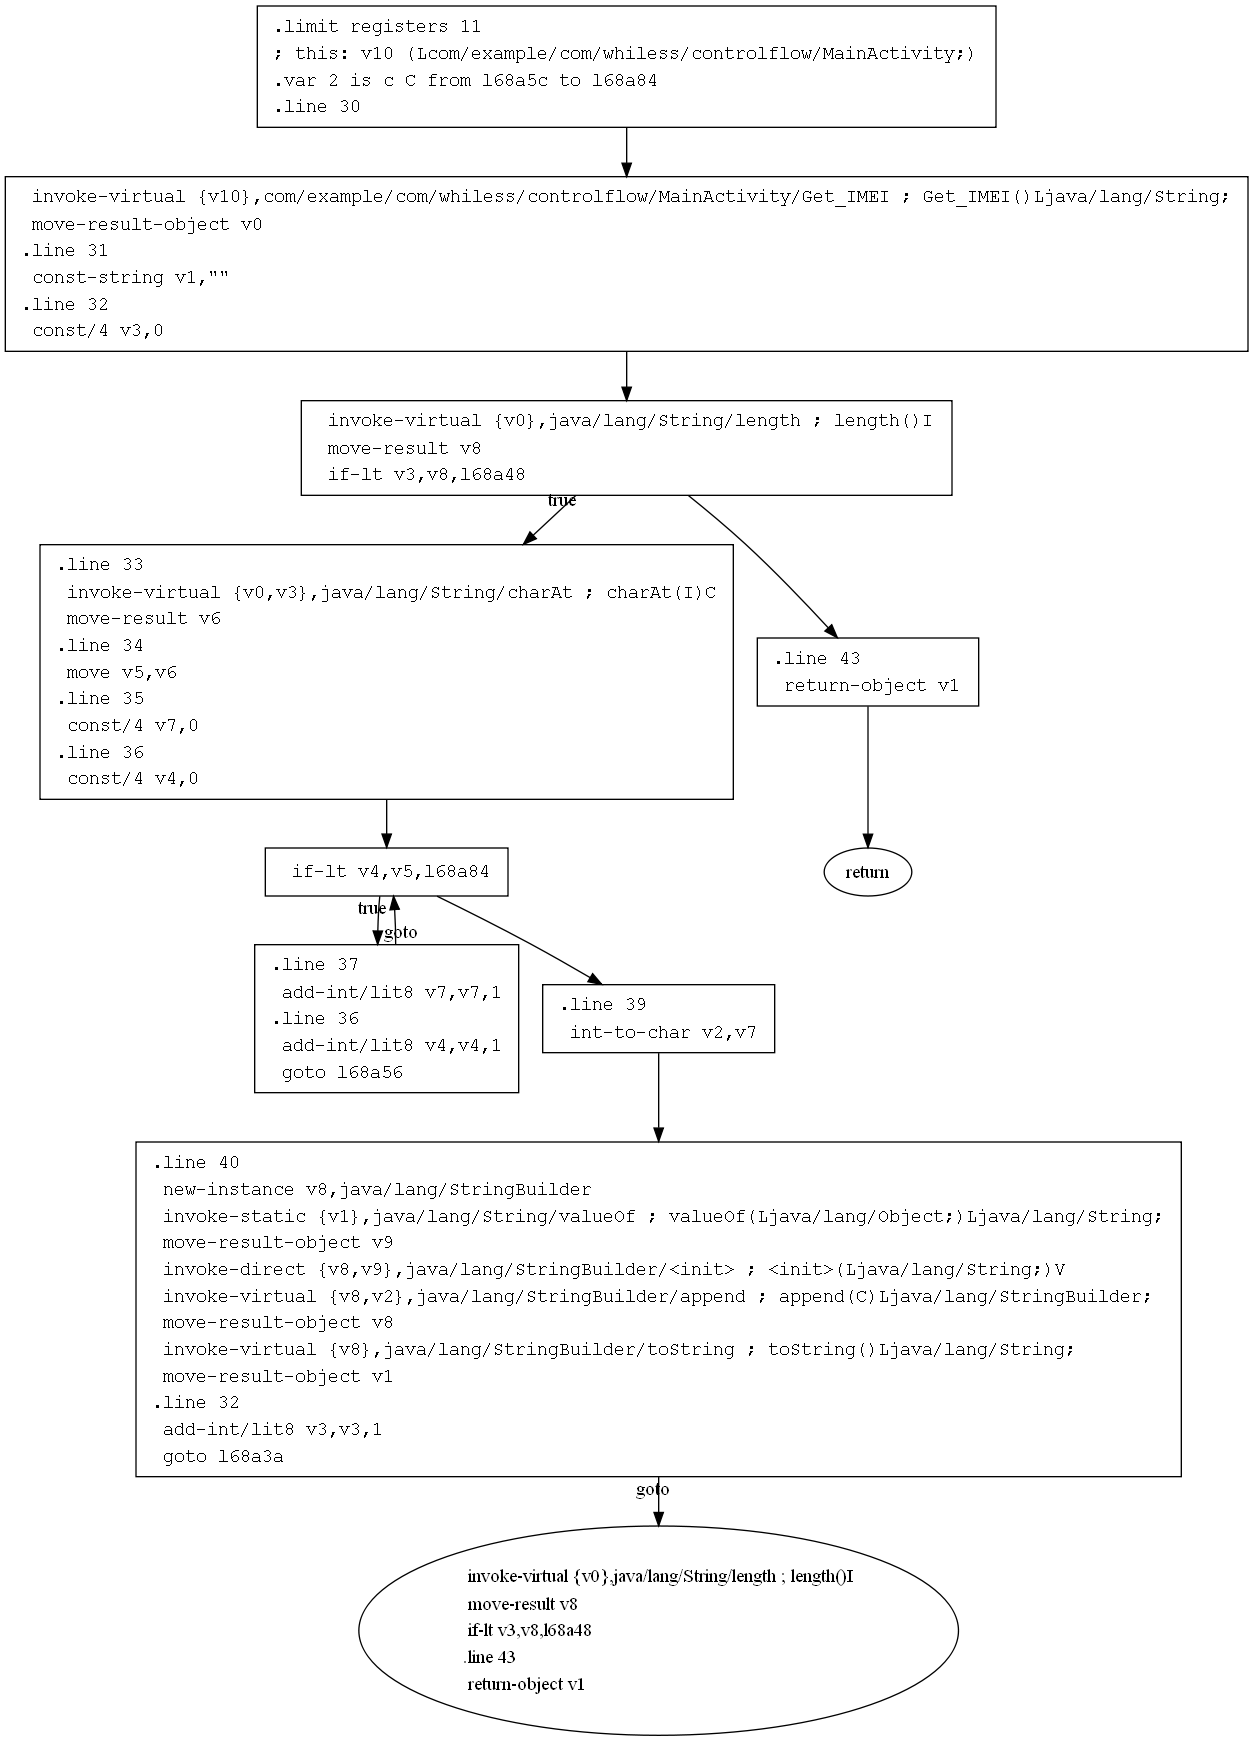 .limit registers 11
; this: v10 (Lcom/example/com/whiless/controlflow/MainActivity;)
.var 2 is c C from l68a5c to l68a84
.line 30
invoke-virtual {v10},com/example/com/whiless/controlflow/MainActivity/Get_IMEI ; Get_IMEI()Ljava/lang/String;
move-result-object v0
.line 31
const-string v1,""
.line 32
const/4 v3,0
invoke-virtual {v0},java/lang/String/length ; length()I
move-result v8
if-lt v3,v8,l68a48
true
.line 33
invoke-virtual {v0,v3},java/lang/String/charAt ; charAt(I)C
move-result v6
.line 34
move v5,v6
.line 35
const/4 v7,0
.line 36
const/4 v4,0
.line 43
return-object v1
return
if-lt v4,v5,l68a84
true
goto
.line 37
add-int/lit8 v7,v7,1
.line 36
add-int/lit8 v4,v4,1
goto l68a56
.line 39
int-to-char v2,v7
.line 40
new-instance v8,java/lang/StringBuilder
invoke-static {v1},java/lang/String/valueOf ; valueOf(Ljava/lang/Object;)Ljava/lang/String;
move-result-object v9
invoke-direct {v8,v9},java/lang/StringBuilder/<init> ; <init>(Ljava/lang/String;)V
invoke-virtual {v8,v2},java/lang/StringBuilder/append ; append(C)Ljava/lang/StringBuilder;
move-result-object v8
invoke-virtual {v8},java/lang/StringBuilder/toString ; toString()Ljava/lang/String;
move-result-object v1
.line 32
add-int/lit8 v3,v3,1
goto l68a3a
goto
invoke-virtual {v0},java/lang/String/length ; length()I
move-result v8
if-lt v3,v8,l68a48
.line 43
return-object v1